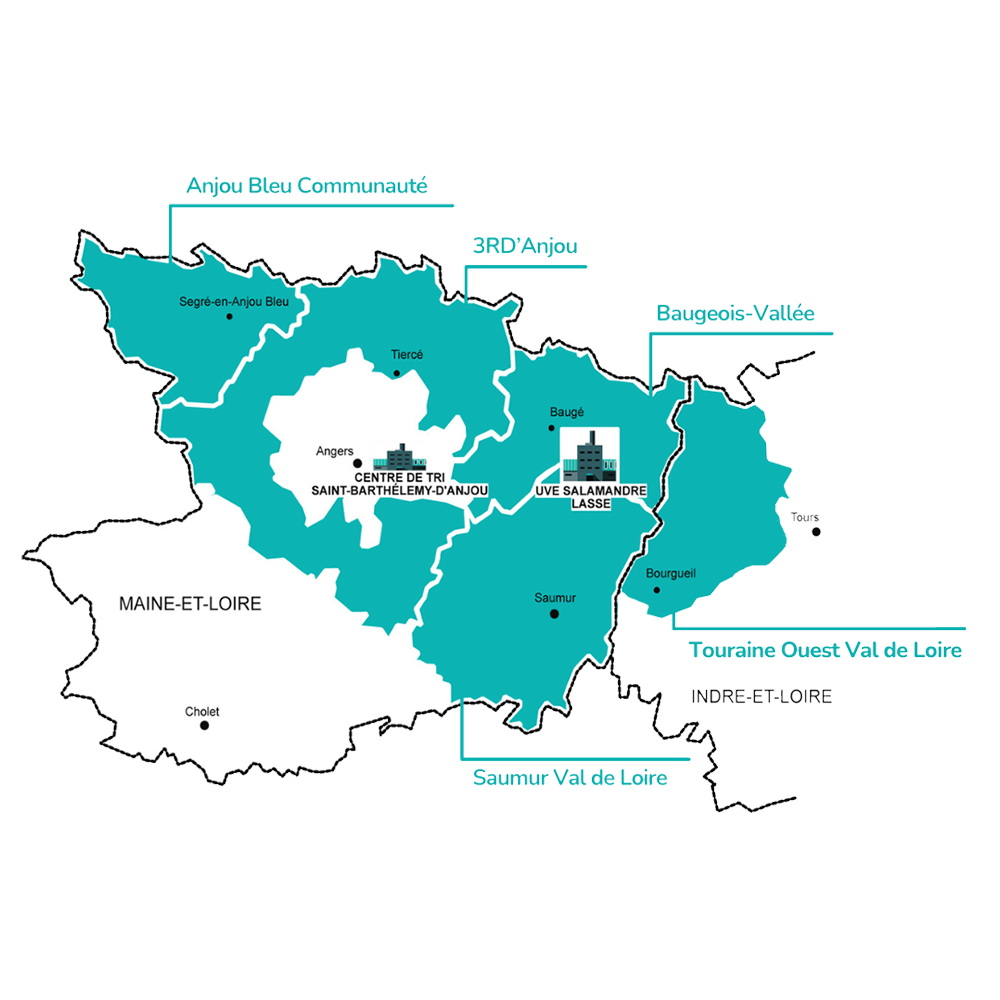 Anjou Bleu Communauté
3RD'Anjou
Baugeois-Vallée
Segré-en-Anjou Bleu
Tiercé
Baugé
Angers
CENTRE DE TRI
SAINT-BARTHÉLEMY-D'ANJOU
UVE SALAMANDRE
LASSE
Tours
Bourgueil
Saumur
MAINE-ET-LOIRE
Touraine Ouest Val de Loire
INDRE-ET-LOIRE
Cholet
Saumur Val de Loire